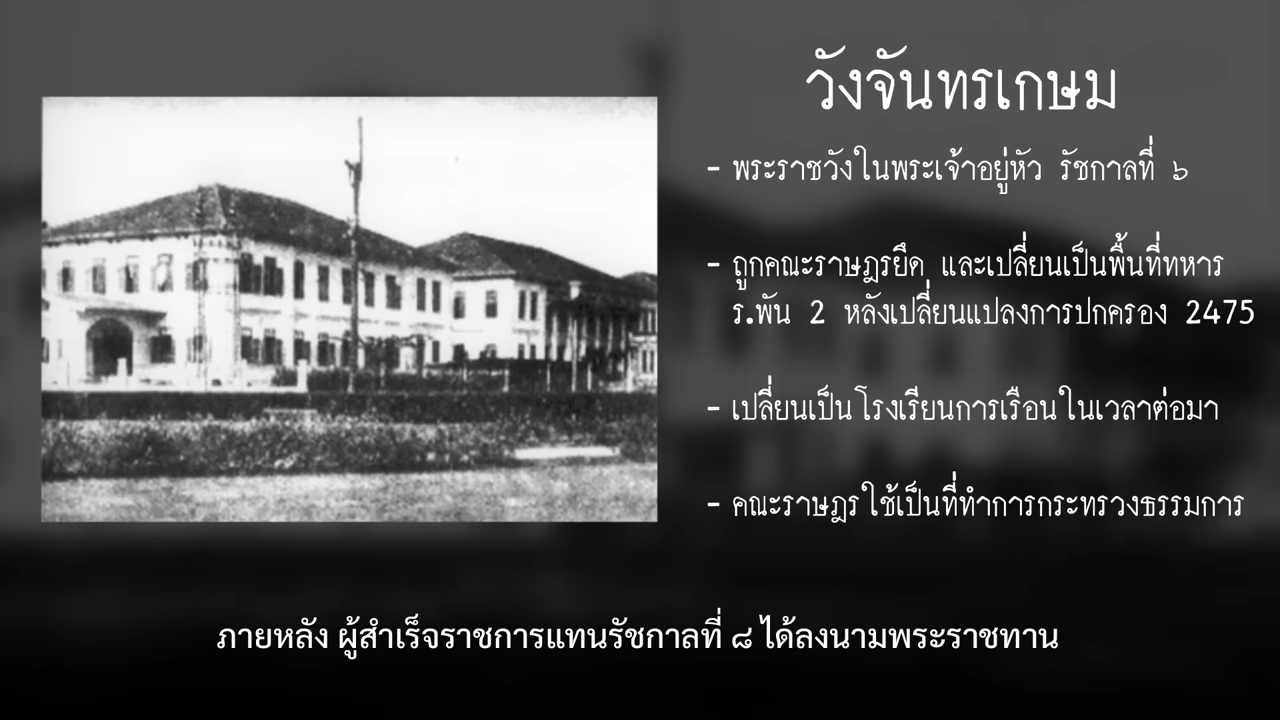 วังจันทรเกษม
- พระราชวังในพระเจ้าอยู่หัว รัชกาลที่ ๖
- ถูกคณะราษฎรยึด และเปลี่ยนเป็นพื้นที่ทหาร
ร.พัน 2 หลังเปลี่ยนแปลงการปกครอง 2475
- เปลี่ยนเป็นโรงเรียนการเรือนในเวลาต่อมา
- คณะราษฎรใช้เป็นที่ทำการกระทรวงธรรมการ
ภายหลัง ผู้สำเร็จราชการแทนรัชกาลที่ ๘ ได้ลงนามพระราชทาน